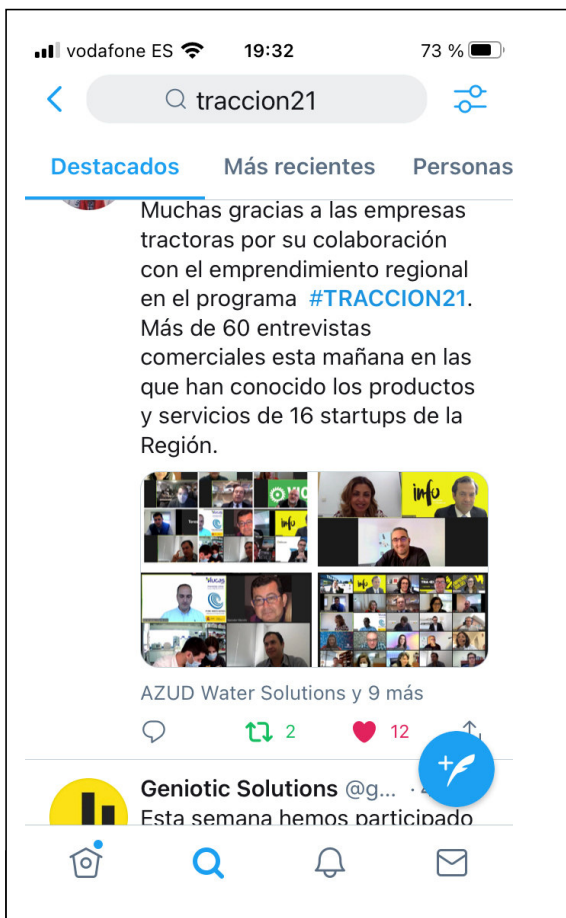 vodafone ES 19:32 73 %
traccion21
Destacados Más recientes Personas
Muchas gracias a las empresas
tractoras por su colaboración
con el emprendimiento regional
en el programa #TRACCION21.
Más de 60 entrevistas
comerciales esta mañana en las
que han conocido los productos
y servicios de 16 startups de la
Región.
info
info
AZUD Water Solutions y 9 más
2 12
Geniotic Solutions @g... ·
Esta semana hemos participado